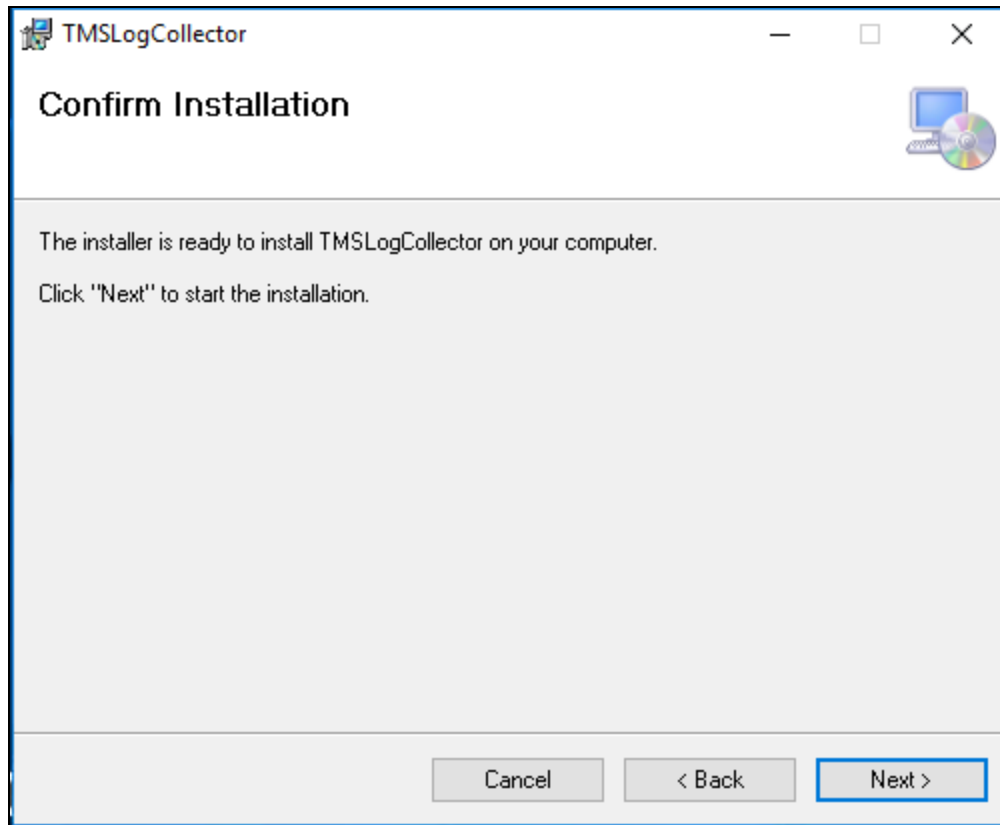 TMSLogCollector
Confirm Installation
The installer is ready to install TMSLogCollector on your computer.
Click "Next" to start the installation.
Cancel
< Back
Next >